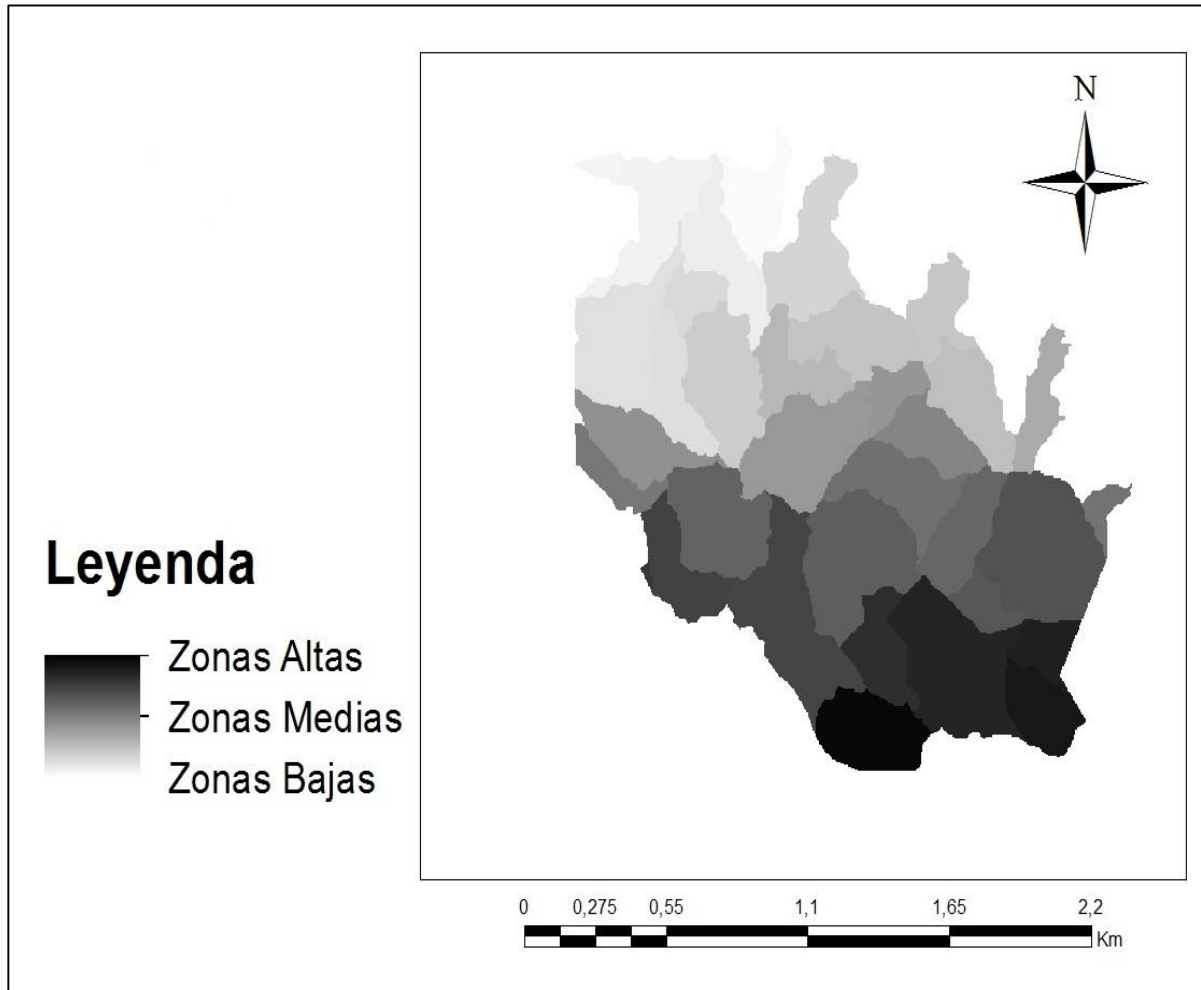 N
Leyenda
Zonas Altas
Zonas Medias
Zonas Bajas
0 0,275 0,55 1,1 1,65 2,2
Km